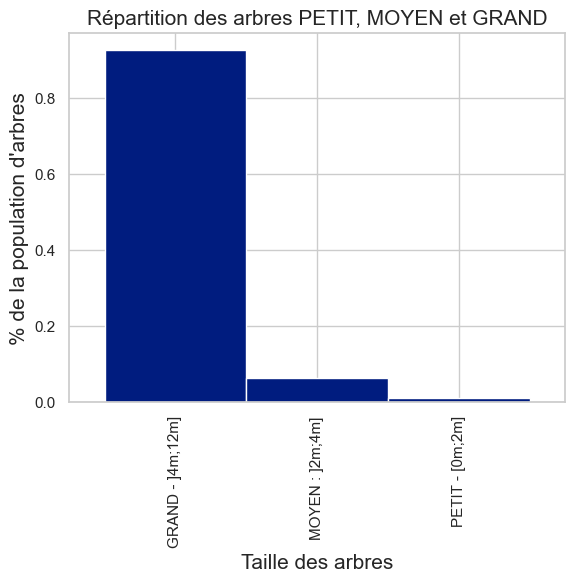 Répartition des arbres PETIT, MOYEN et GRAND
% de la population d'arbres
0.8
0.6
0.4
0.2
0.0
GRAND - ]4m;12m]
MOYEN : ]2m;4m]
PETIT - [0m;2m]
Taille des arbres